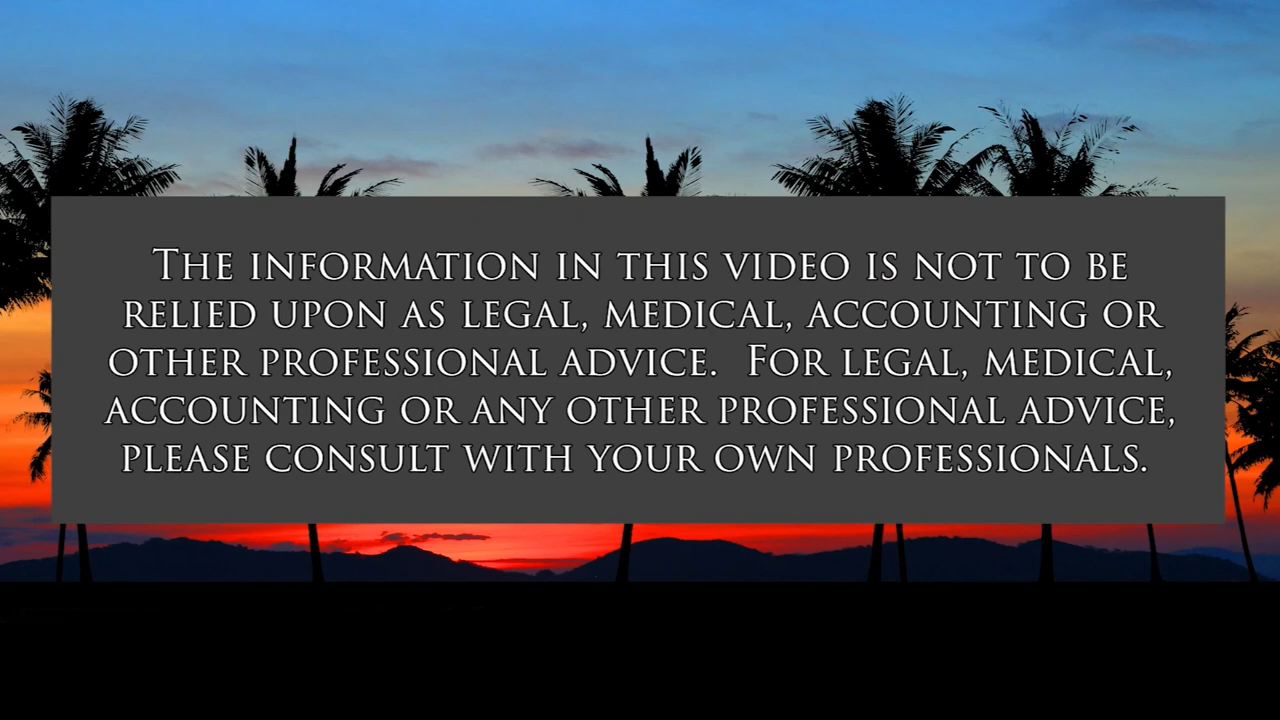 The information in this video is not to be
relied upon as legal, medical, accounting or
other professional advice.  For legal, medical,
accounting or any other professional advice,
please consult with your own professionals.